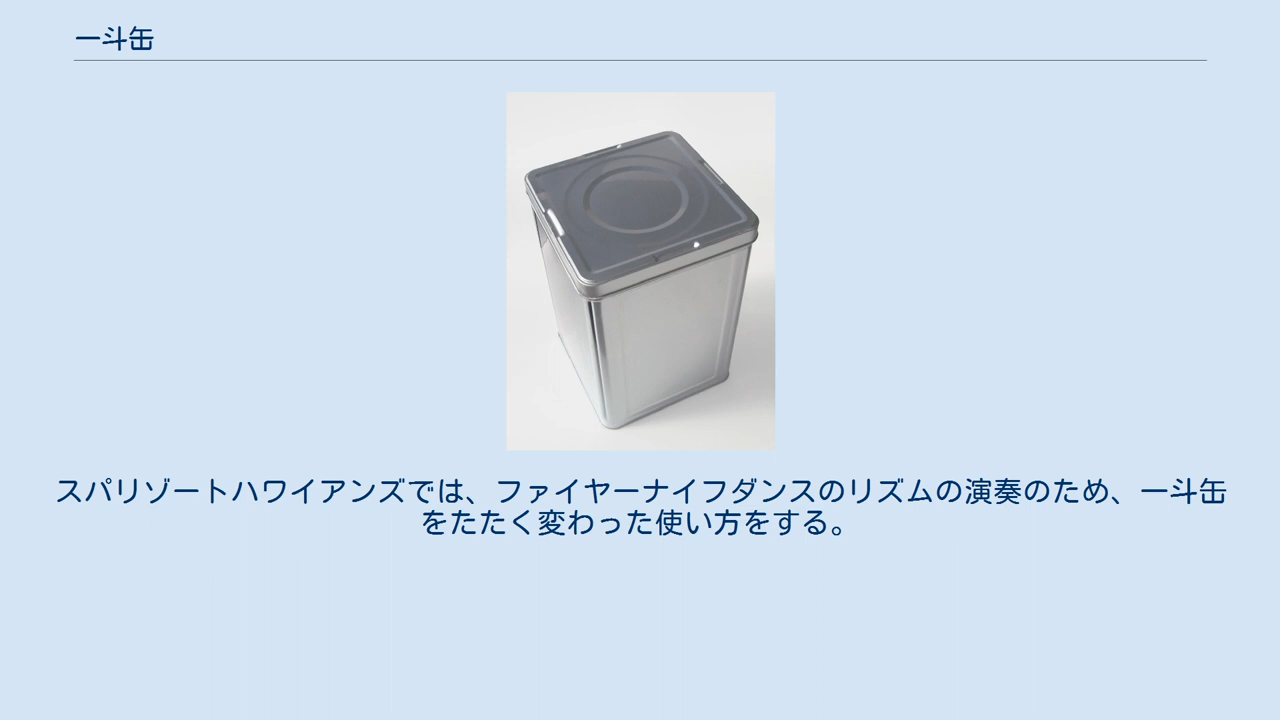 一斗缶
スパリゾートハワイアンズでは、ファイヤーナイフダンスのリズムの演奏のため、一斗缶
をたたく変わった使い方をする。